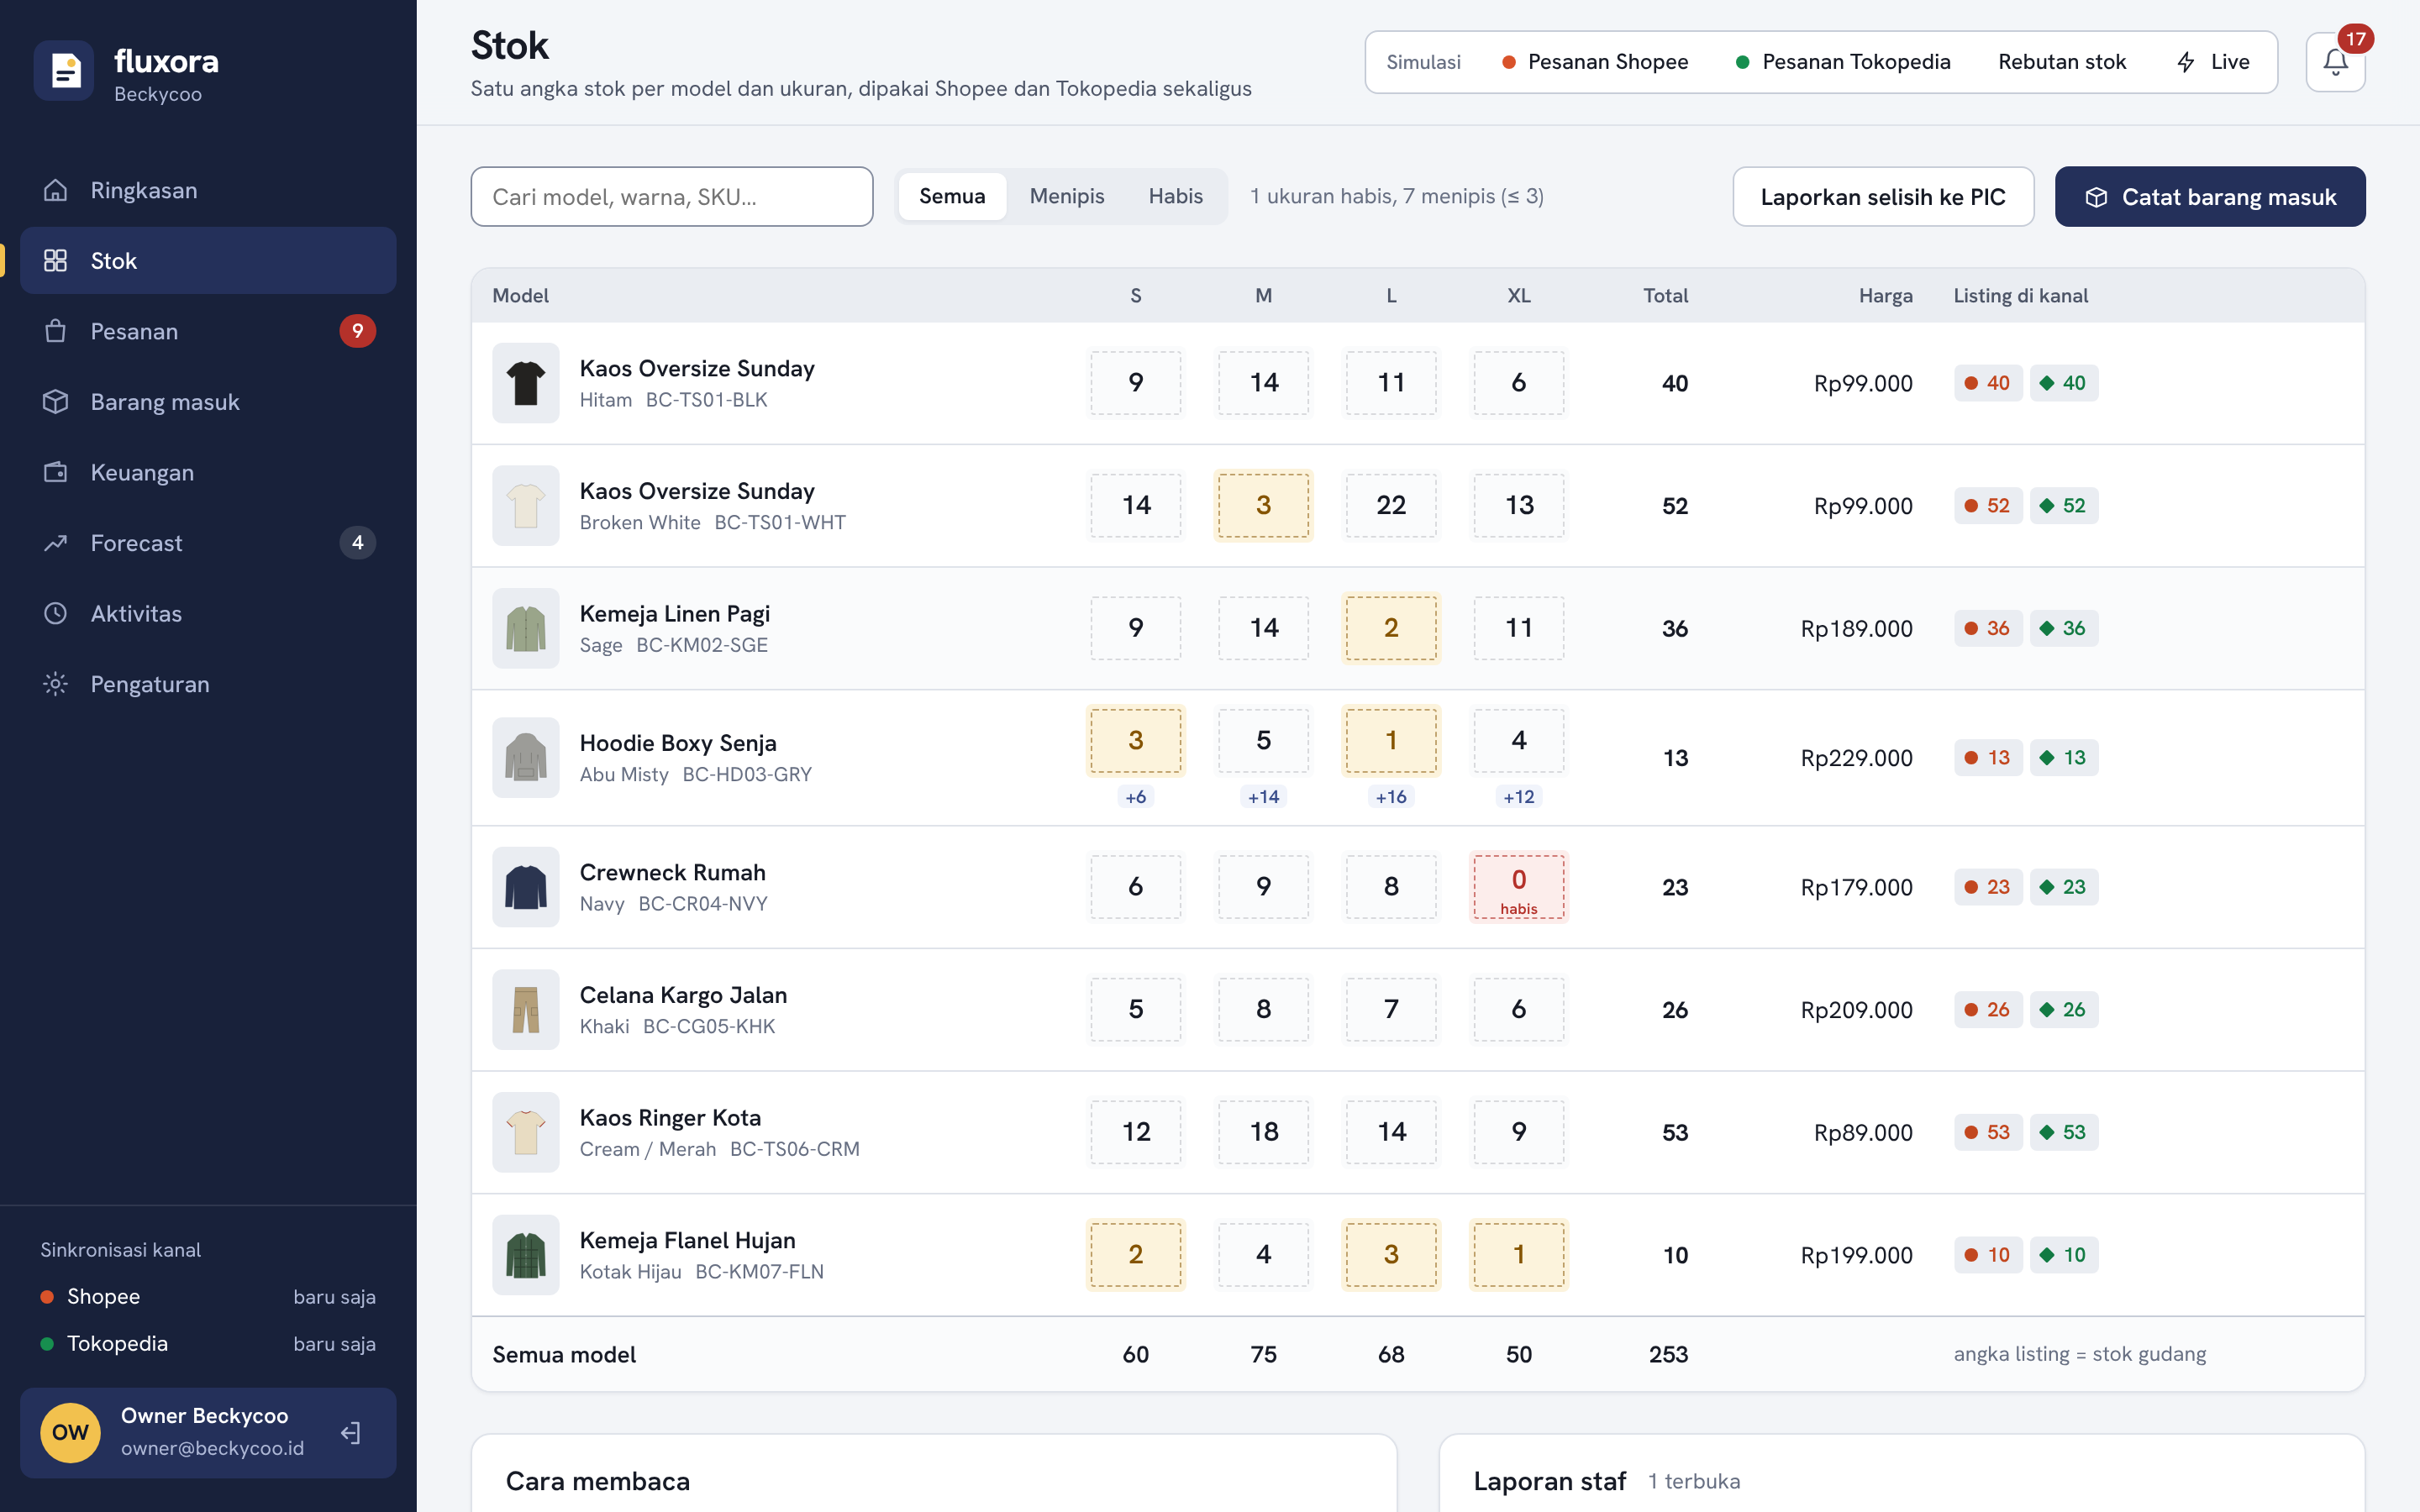 fluxora
Beckycoo
Ringkasan
Stok
Pesanan 9
Barang masuk
Keuangan
Forecast 4
Aktivitas
Pengaturan
Sinkronisasi kanal
Shopee baru saja
Tokopedia baru saja
OW
Owner Beckycoo
owner@beckycoo.id
Stok
Satu angka stok per model dan ukuran, dipakai Shopee dan Tokopedia sekaligus
Simulasi Pesanan Shopee Pesanan Tokopedia Rebutan stok Live
17
Cari model, warna, SKU...
Semua Menipis Habis
1 ukuran habis, 7 menipis (≤ 3)
Laporkan selisih ke PIC
Catat barang masuk
Model S M L XL Total Harga Listing di kanal
Kaos Oversize Sunday
Hitam BC-TS01-BLK
9 14 11 6 40 Rp99.000 40 40
Kaos Oversize Sunday
Broken White BC-TS01-WHT
14 3 22 13 52 Rp99.000 52 52
Kemeja Linen Pagi
Sage BC-KM02-SGE
9 14 2 11 36 Rp189.000 36 36
Hoodie Boxy Senja
Abu Misty BC-HD03-GRY
3 5 1 4 13 Rp229.000 13 13
+6 +14 +16 +12
Crewneck Rumah
Navy BC-CR04-NVY
6 9 8 0 23 Rp179.000 23 23
habis
Celana Kargo Jalan
Khaki BC-CG05-KHK
5 8 7 6 26 Rp209.000 26 26
Kaos Ringer Kota
Cream / Merah BC-TS06-CRM
12 18 14 9 53 Rp89.000 53 53
Kemeja Flanel Hujan
Kotak Hijau BC-KM07-FLN
2 4 3 1 10 Rp199.000 10 10
Semua model 60 75 68 50 253 angka listing = stok gudang
Cara membaca
Laporan staf 1 terbuka